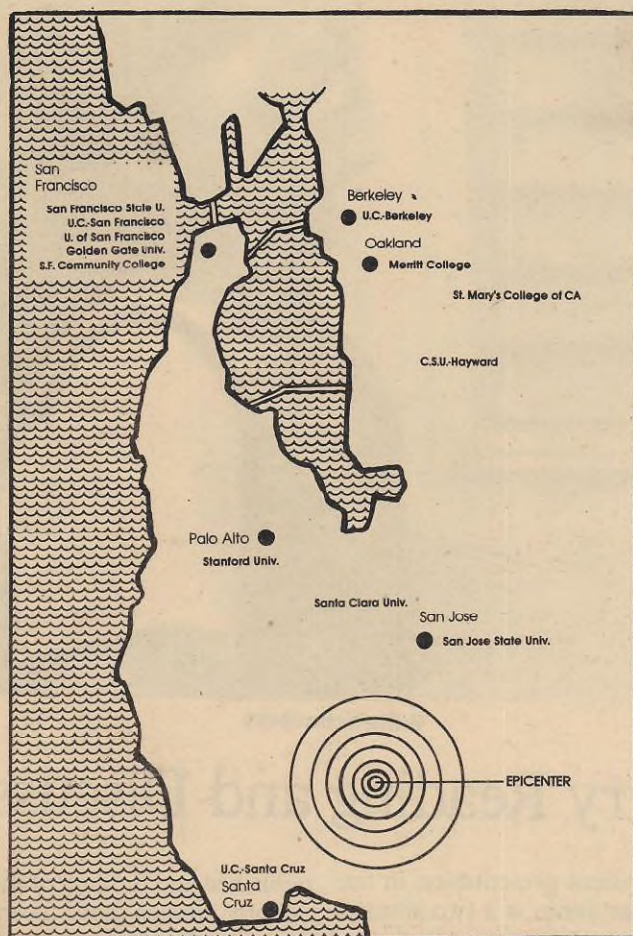 San
Francisco
San Francisco State U.
U.C.-San Francisco
U. of San Francisco
Golden Gate Univ.
S.F. Community College
Berkeley
U.C.-Berkeley
Oakland
Merritt College
St. Mary's College of CA
C.S.U.-Hayward
Palo Alto
Stanford Univ.
Santa Clara Univ.
San Jose
San Jose State Univ.
EPICENTER
U.C.-Santa Cruz
Santa
Cruz